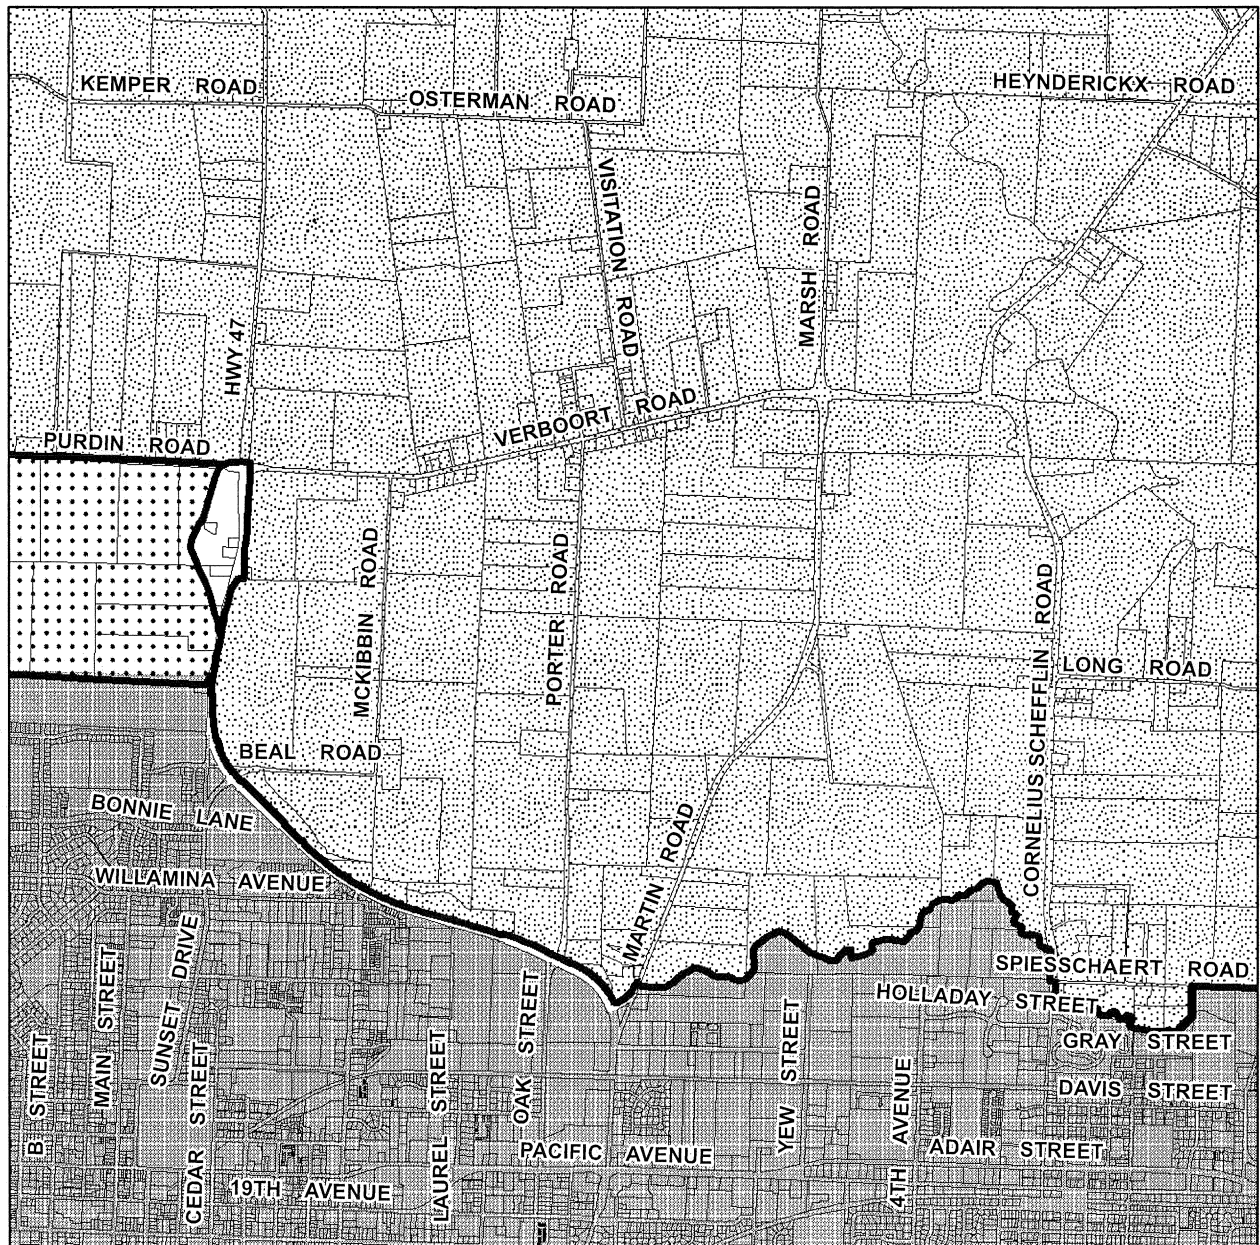 KEMPER ROAD
OSTERMAN ROAD
HEYNDERICKX ROAD
VISITATION ROAD
MARSH ROAD
HWY 47
VERBOORT ROAD
PURDIN ROAD
MCKIBBIN ROAD
PORTER ROAD
CORNELIUS SCHEFFLIN ROAD
LONG ROAD
BEAL ROAD
BONNIE LANE
MARTIN ROAD
WILLAMINA AVENUE
SPIESSCHAERT ROAD
HOLLADAY STREET
GRAY STREET
DAVIS STREET
B STREET
MAIN STREET
SUNSET DRIVE
CEDAR STREET
LAUREL STREET
OAK STREET
YEW STREET
4TH AVENUE
PACIFIC AVENUE
ADAIR STREET
19TH AVENUE